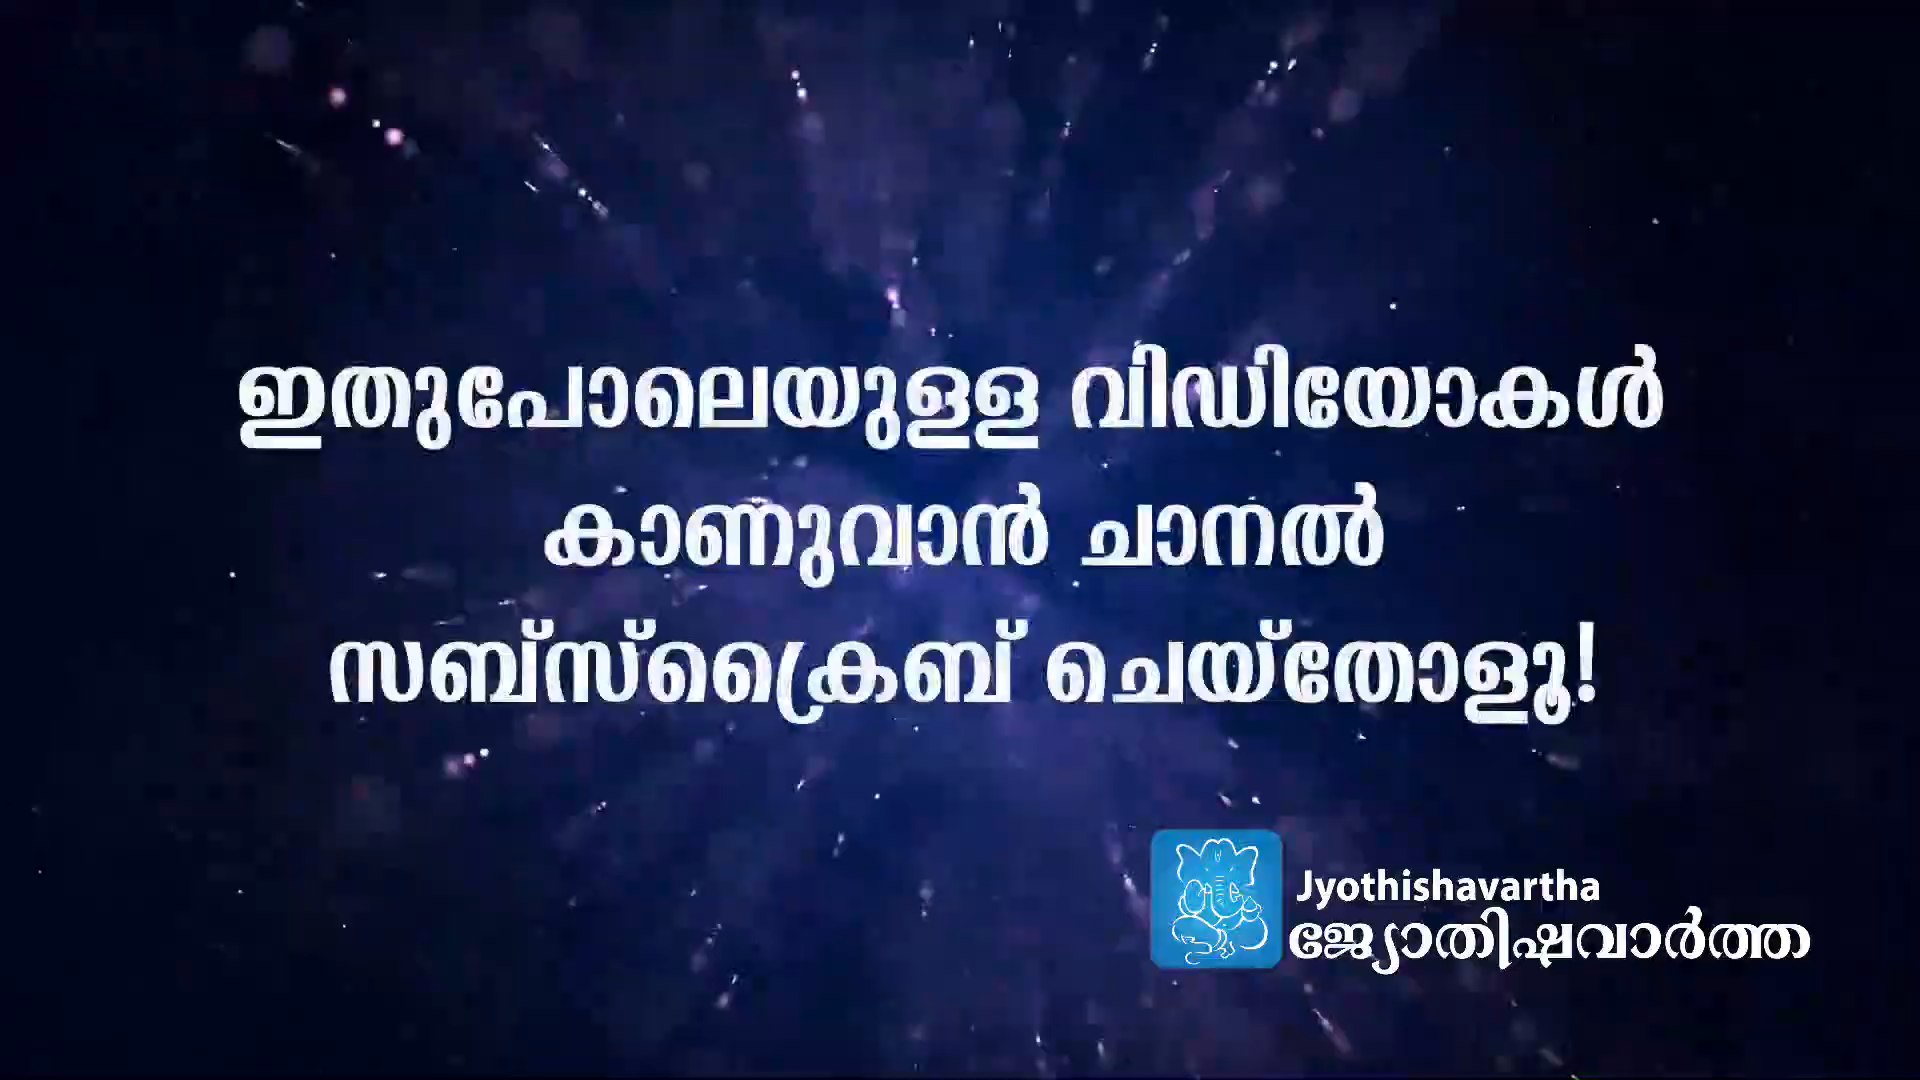 ഇതുപോലെയുള്ള വിഡിയോകൾ
കാണുവാൻ ചാനൽ
സബ്സ്ക്രൈബ് ചെയ്തോളൂ!
Jyothishavartha
ജ്യോതിഷവാർത്ത